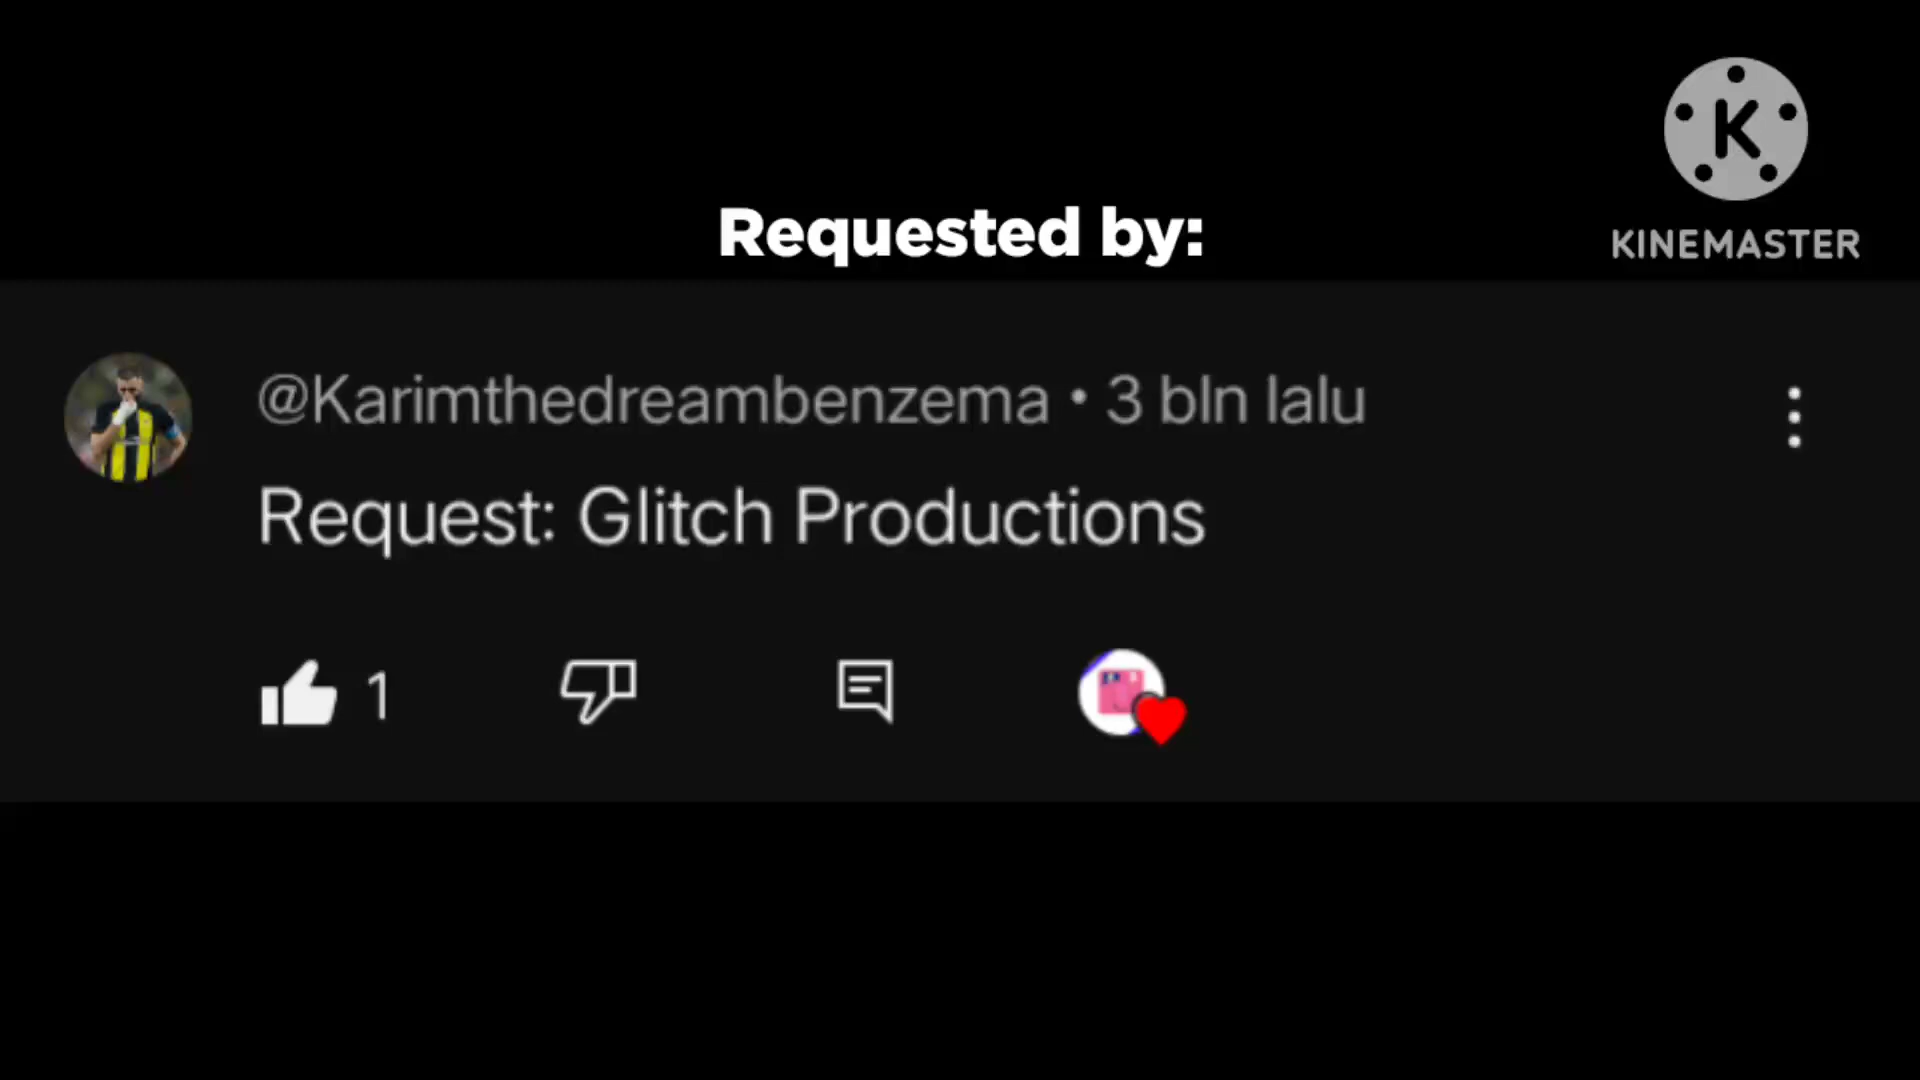 K
KINEMASTER
Requested by:
@Karimthedreambenzema • 3 bln lalu
Request: Glitch Productions
1